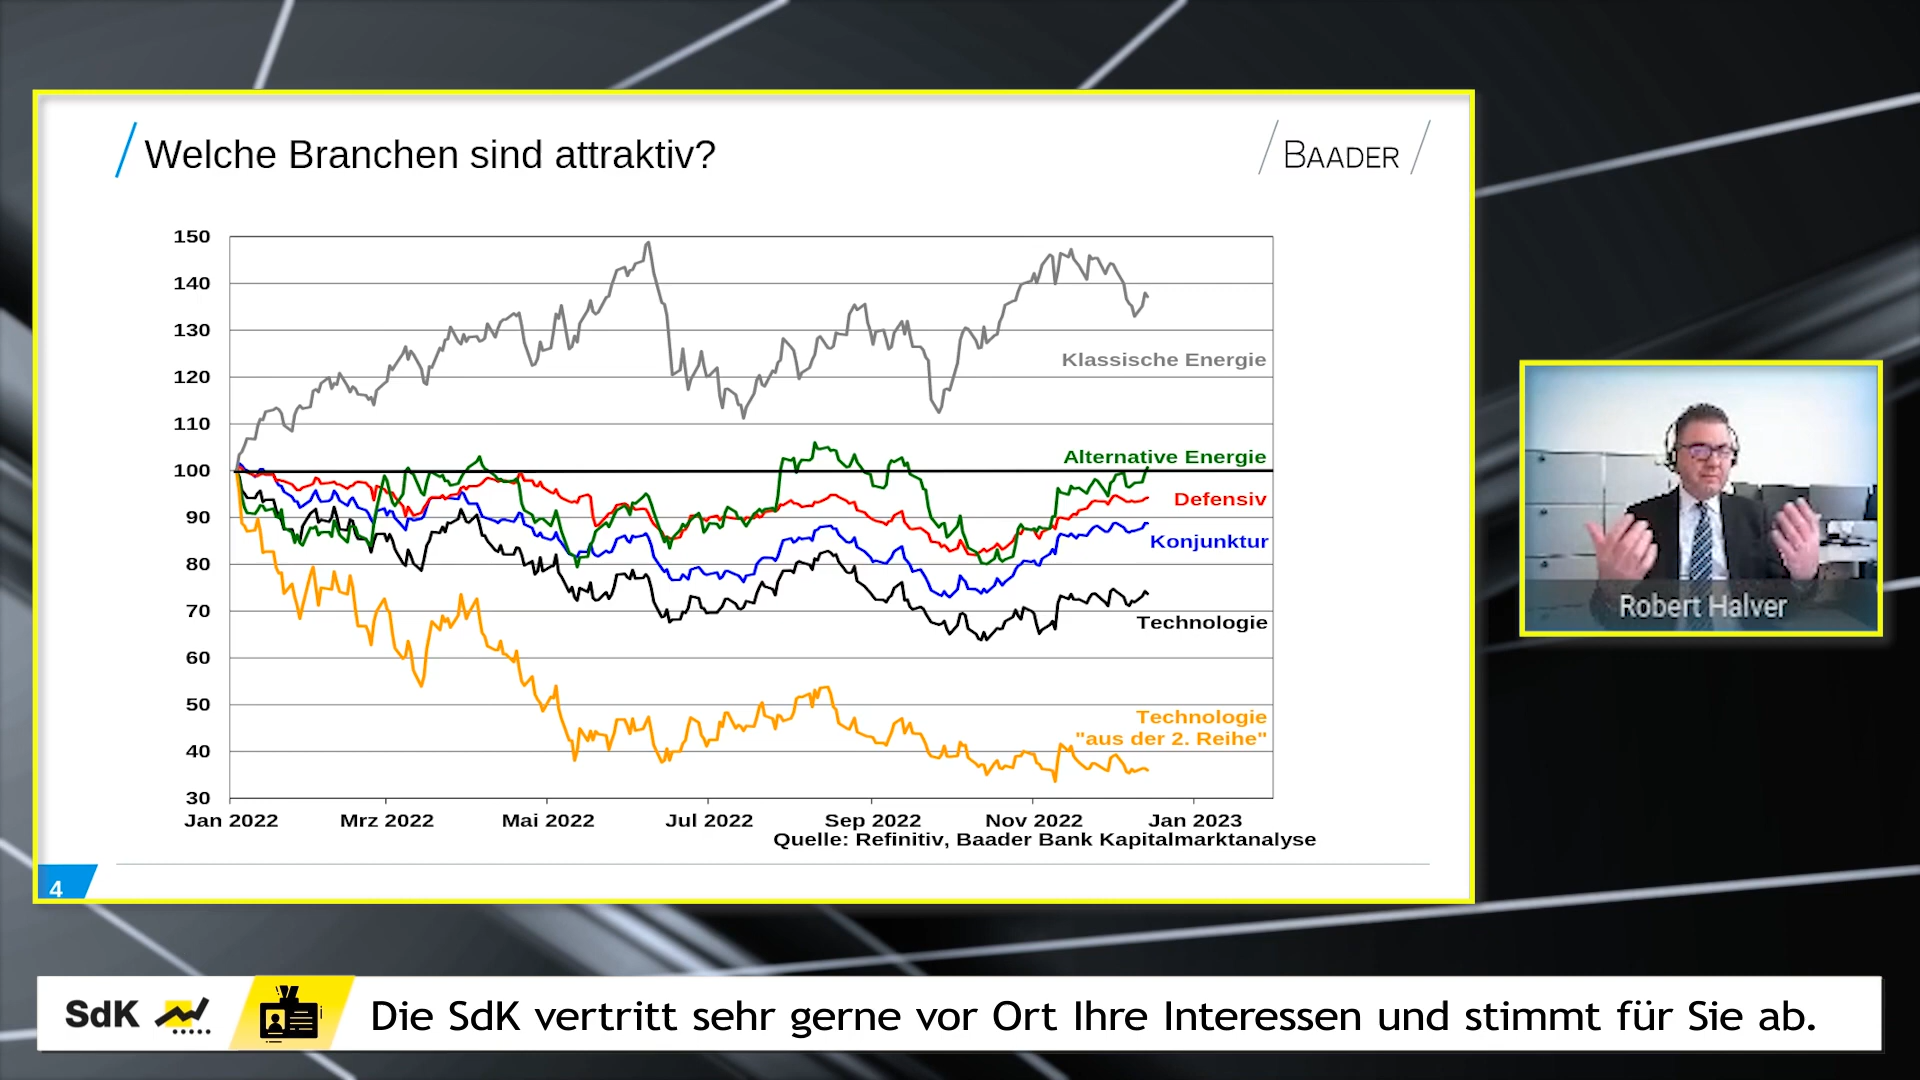 Welche Branchen sind attraktiv?
BAADER
150
140
130
120
110
100
90
80
70
60
50
40
30
Klassische Energie
Alternative Energie
Defensiv
Konjunktur
Technologie
Technologie
"aus der 2. Reihe"
Jan 2022 Mrz 2022 Mai 2022 Jul 2022 Sep 2022 Nov 2022 Jan 2023
Quelle: Refinitiv, Baader Bank Kapitalmarktanalyse
4
Robert Halver
SdK
Die SdK vertritt sehr gerne vor Ort Ihre Interessen und stimmt für Sie ab.